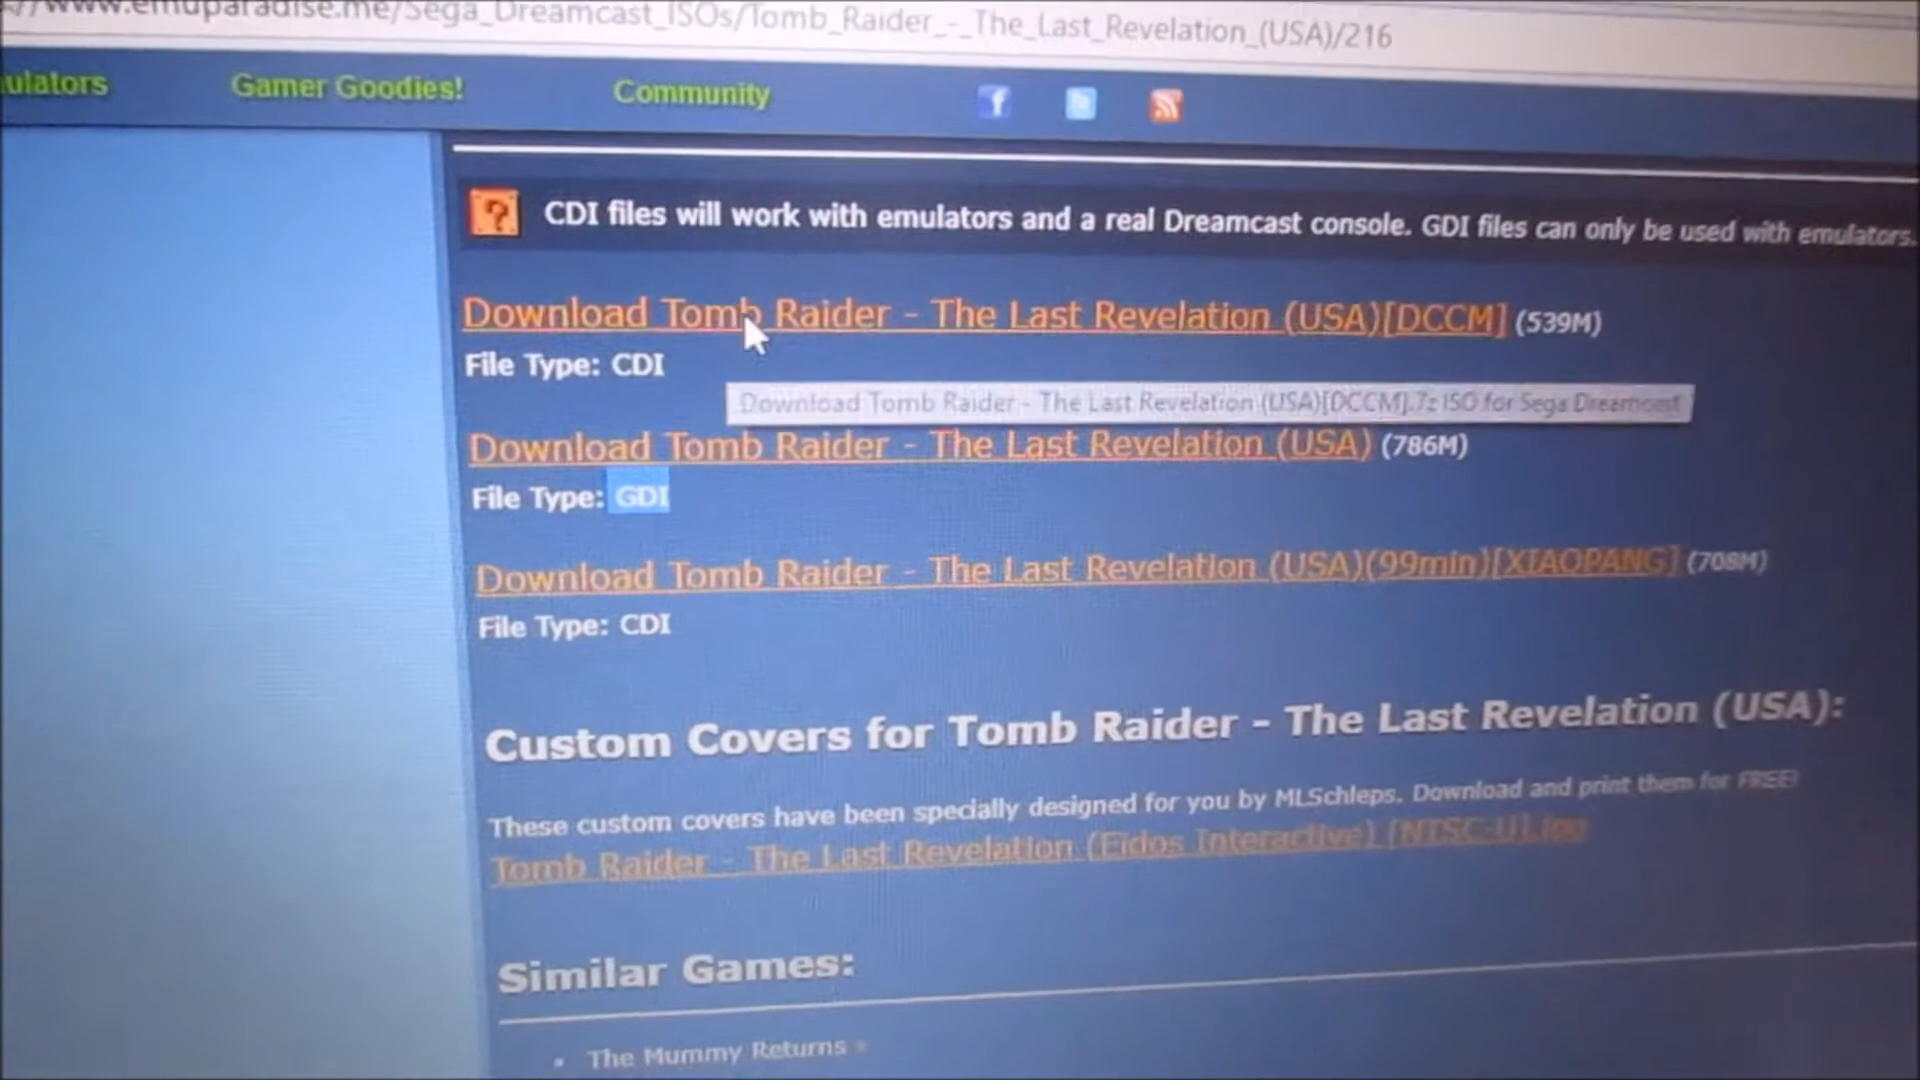 www.emuparadise.me/Sega_Dreamcast_ISOs/Tomb_Raider_-_The_Last_Revelation_(USA)/216
ulators Gamer Goodies! Community
CDI files will work with emulators and a real Dreamcast console. GDI files can only be used with emulators.
Download Tomb Raider - The Last Revelation (USA)[DCCM] (539M)
File Type: CDI
Download Tomb Raider - The Last Revelation (USA)[DCCM].7z ISO for Sega Dreamcast
Download Tomb Raider - The Last Revelation (USA) (786M)
File Type: GDI
Download Tomb Raider - The Last Revelation (USA)(99min)[XIAOPANG] (708M)
File Type: CDI
Custom Covers for Tomb Raider - The Last Revelation (USA):
These custom covers have been specially designed for you by MLSchleps. Download and print them for FREE!
Tomb Raider - The Last Revelation (Eidos Interactive) [NTSC-U].jpg
Similar Games:
• The Mummy Returns »